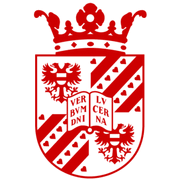 VER LV
BVM CER
DNI NA